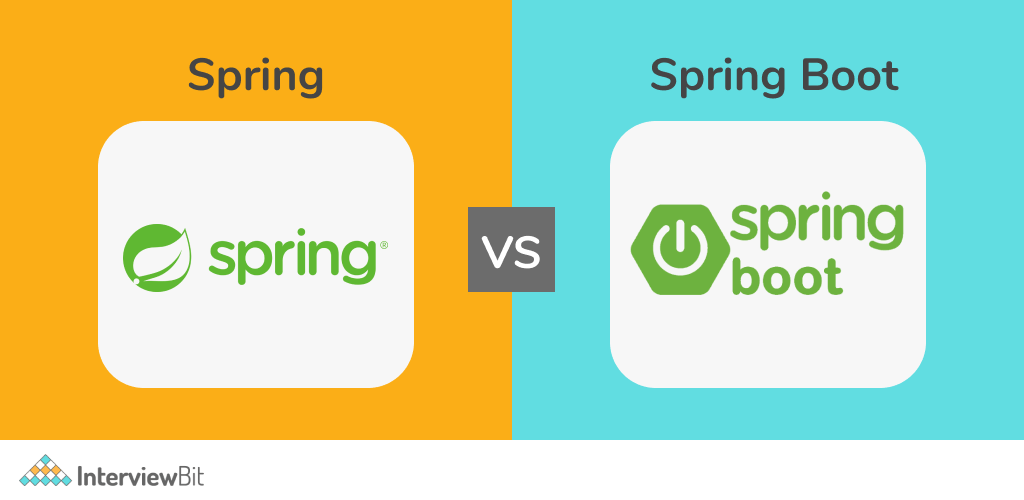 Spring
Spring Boot
spring®
VS
spring
boot
InterviewBit